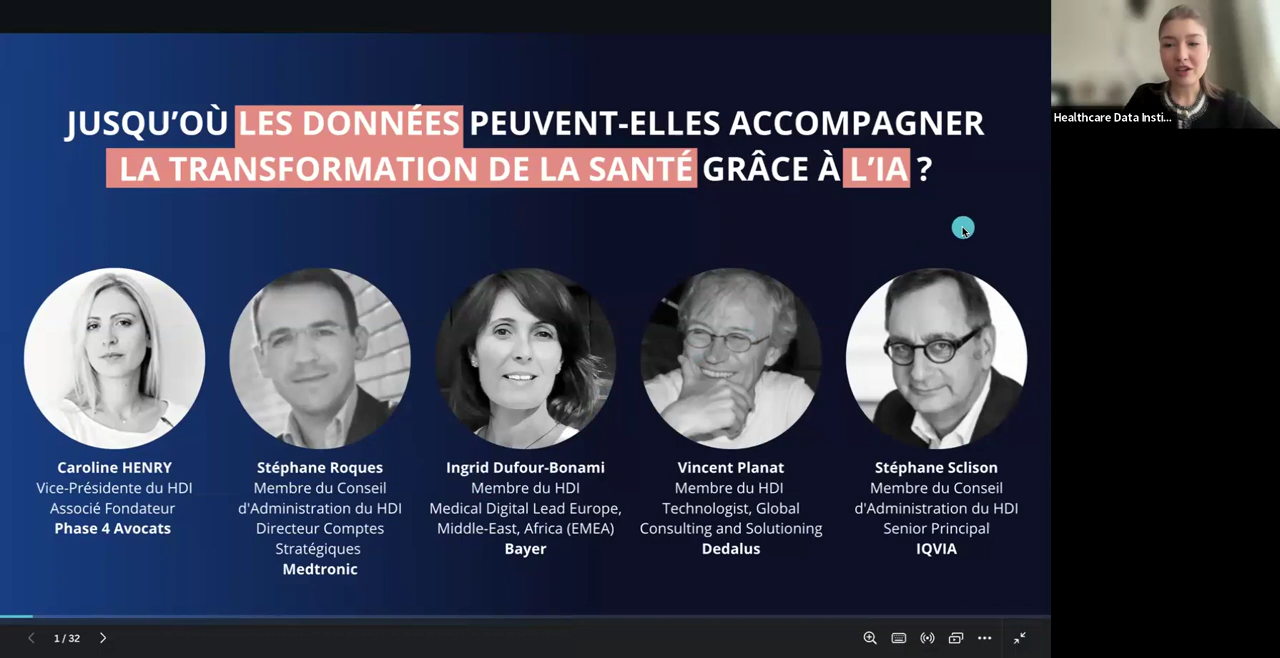 JUSQU'OÙ LES DONNÉES PEUVENT-ELLES ACCOMPAGNER
LA TRANSFORMATION DE LA SANTÉ GRÂCE À L'IA ?
Healthcare Data Insti...
Caroline HENRY
Vice-Présidente du HDI
Associé Fondateur
Phase 4 Avocats
Stéphane Roques
Membre du Conseil
d'Administration du HDI
Directeur Comptes
Stratégiques
Medtronic
Ingrid Dufour-Bonami
Membre du HDI
Medical Digital Lead Europe,
Middle-East, Africa (EMEA)
Bayer
Vincent Planat
Membre du HDI
Technologist, Global
Consulting and Solutioning
Dedalus
Stéphane Sclison
Membre du Conseil
d'Administration du HDI
Senior Principal
IQVIA
1 / 32